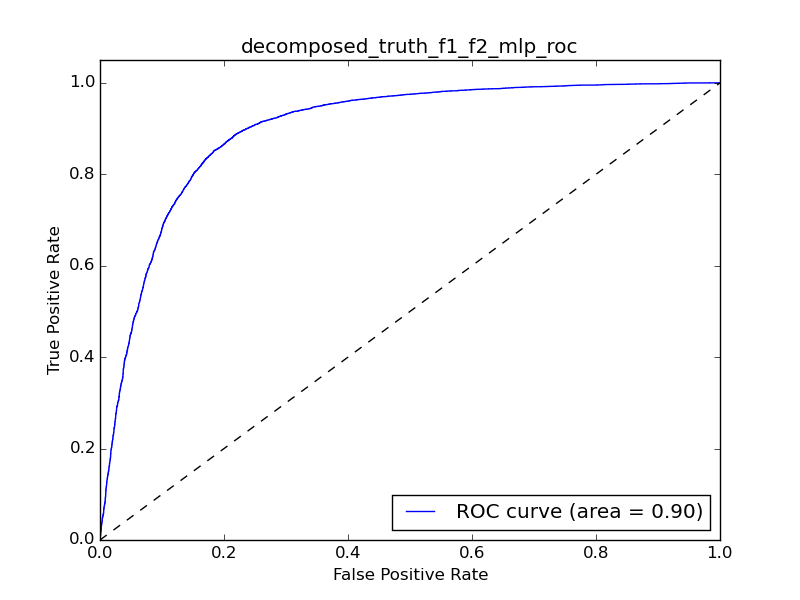 decomposed_truth_f1_f2_mlp_roc
True Positive Rate
1.0
0.8
0.6
0.4
0.2
0.0
ROC curve (area = 0.90)
0.0 0.2 0.4 0.6 0.8 1.0
False Positive Rate